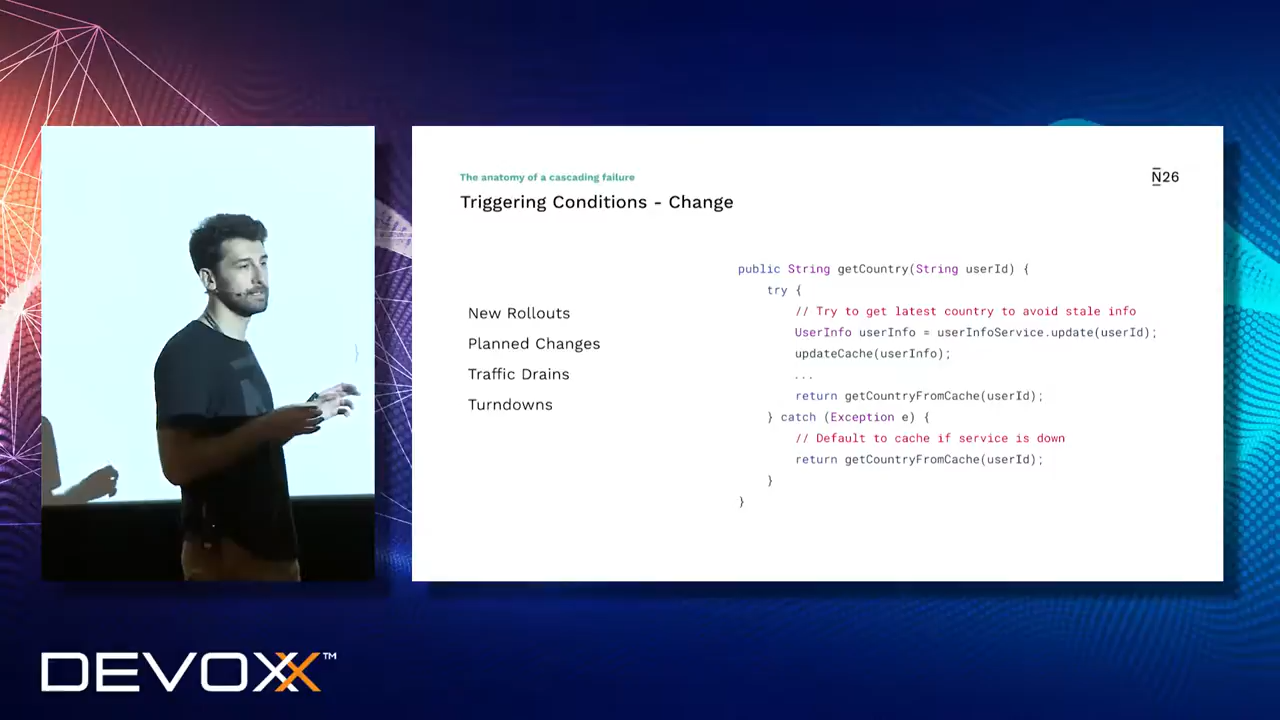 The anatomy of a cascading failure
N26
Triggering Conditions - Change
New Rollouts
Planned Changes
Traffic Drains
Turndowns
public String getCountry(String userId) {
try {
// Try to get latest country to avoid stale info
UserInfo userInfo = userInfoService.update(userId);
updateCache(userInfo);
...
return getCountryFromCache(userId);
} catch (Exception e) {
// Default to cache if service is down
return getCountryFromCache(userId);
}
}
DEVOXX™